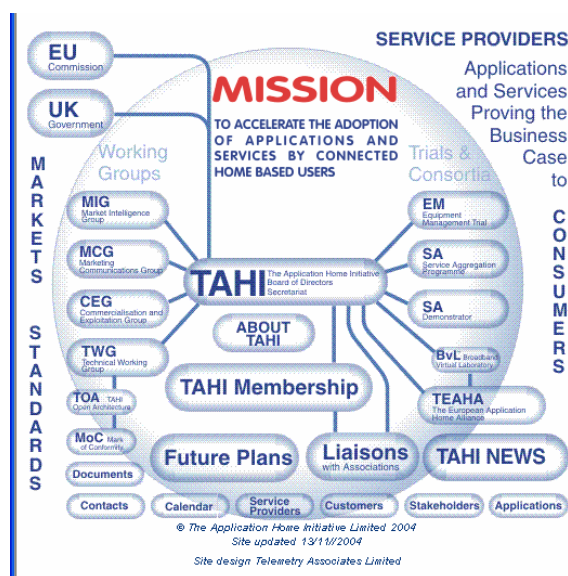 EU
Commission
UK
Government
MISSION
TO ACCELERATE THE ADOPTION
OF APPLICATIONS AND
SERVICES BY CONNECTED
HOME BASED USERS
SERVICE PROVIDERS
Applications
and Services
Proving the
Business
Case
to
CONSUMERS
MARKETS
STANDARDS
Working
Groups
MIG
Market Intelligence
Group
MCG
Marketing
Communications Group
CEG
Commercialisation and
Exploitation Group
TWG
Technical Working
Group
TOA TAHI
Open Architecture
MoC Mark
of Conformity
Documents
Trials &
Consortia
EM
Equipment
Management Trial
SA
Service Aggregation
Programme
SA
Demonstrator
BvL Broadband
Virtual Laboratory
TEAHA
The European Application
Home Alliance
TAHI
The Application Home Initiative
Board of Directors
Secretariat
ABOUT
TAHI
TAHI Membership
Future Plans
Liaisons
with Associations
TAHI NEWS
Contacts
Calendar
Service
Providers
Customers
Stakeholders
Applications
© The Application Home Initiative Limited 2004
Site updated 13/11//2004
Site design Telemetry Associates Limited